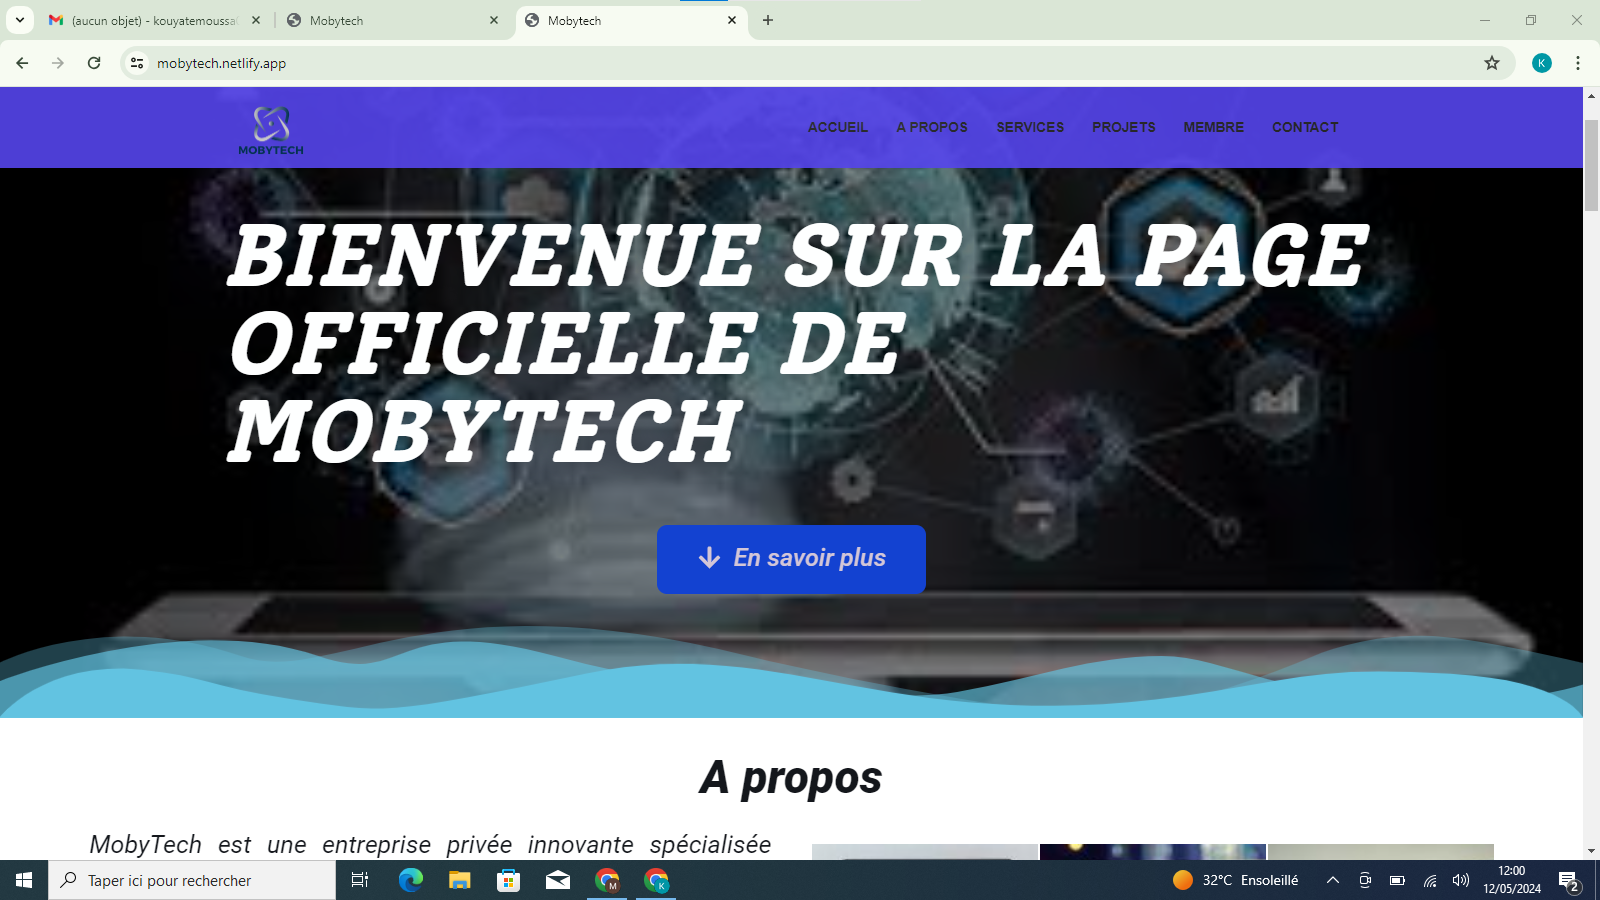 (aucun objet) - kouyatemoussa
Mobytech
Mobytech
mobytech.netlify.app
K
MOBYTECH
ACCUEIL A PROPOS SERVICES PROJETS MEMBRE CONTACT
BIENVENUE SUR LA PAGE
OFFICIELLE DE
MOBYTECH
En savoir plus
A propos
MobyTech est une entreprise privée innovante spécialisée
Taper ici pour rechercher
M
K
32°C Ensoleillé
12:00
12/05/2024
2